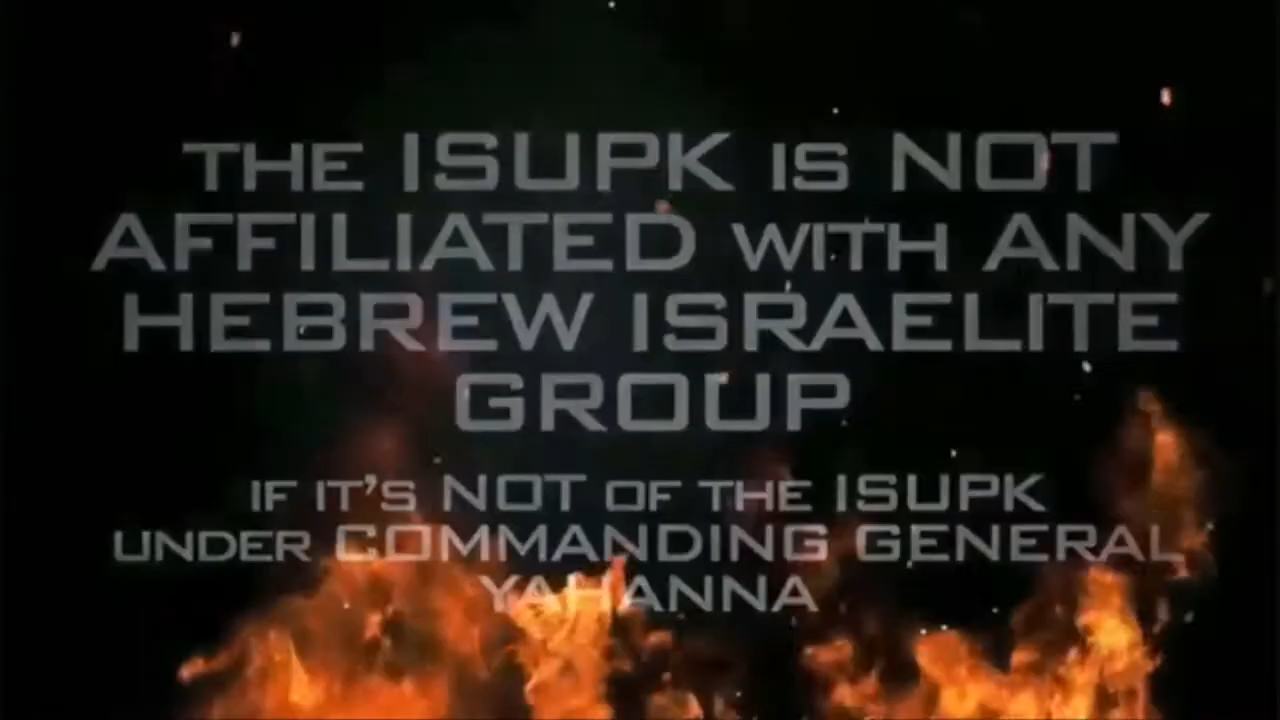 THE ISUPK IS NOT
AFFILIATED WITH ANY
HEBREW ISRAELITE
GROUP
IF IT'S NOT OF THE ISUPK
UNDER COMMANDING GENERAL
YAHANNA